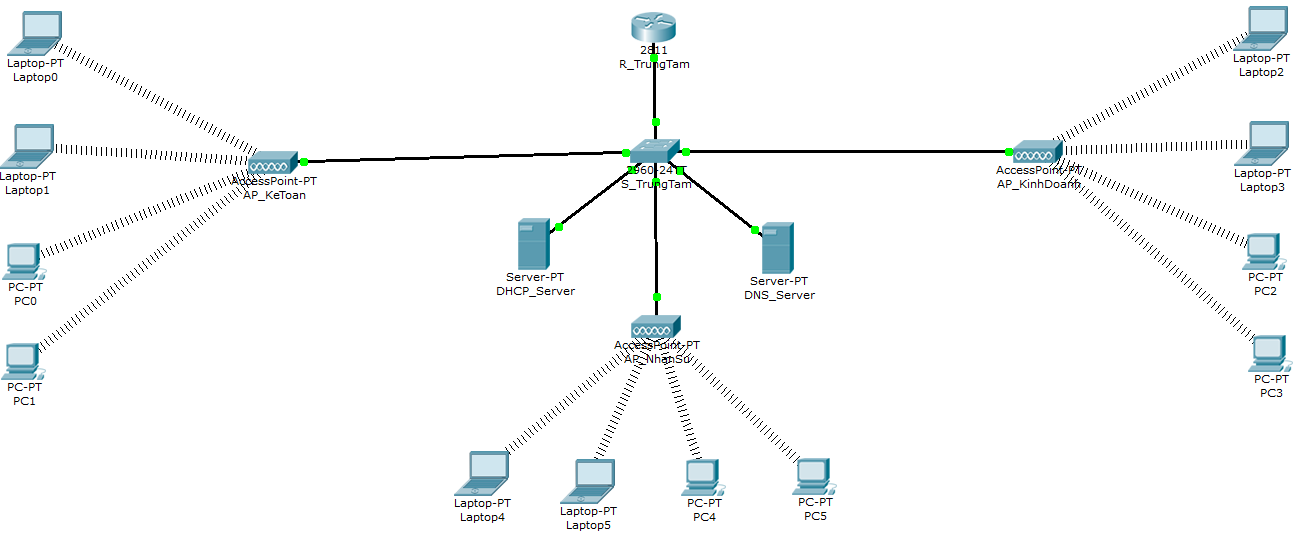 Laptop-PT
Laptop0
2811
R_TrungTam
Laptop-PT
Laptop2
Laptop-PT
Laptop1
AccessPoint-PT
AP_KeToan
2960-24TT
S_TrungTam
AccessPoint-PT
AP_KinhDoanh
Laptop-PT
Laptop3
PC-PT
PC0
Server-PT
DHCP_Server
Server-PT
DNS_Server
PC-PT
PC2
PC-PT
PC1
AccessPoint-PT
AP_NhanSu
PC-PT
PC3
Laptop-PT
Laptop4
Laptop-PT
Laptop5
PC-PT
PC4
PC-PT
PC5